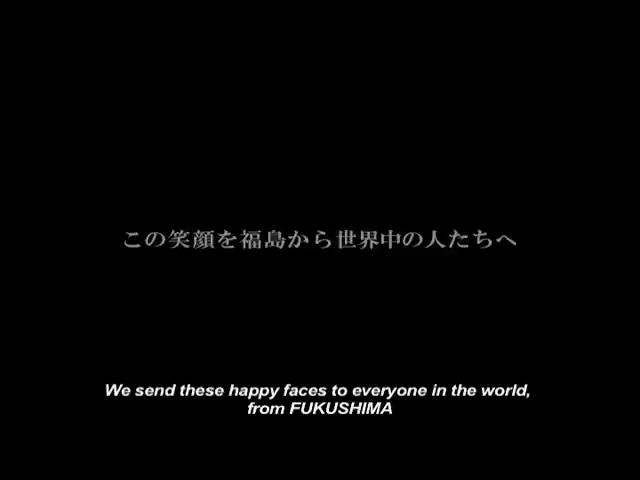 この笑顔を福島から世界中の人たちへ
We send these happy faces to everyone in the world,
from FUKUSHIMA